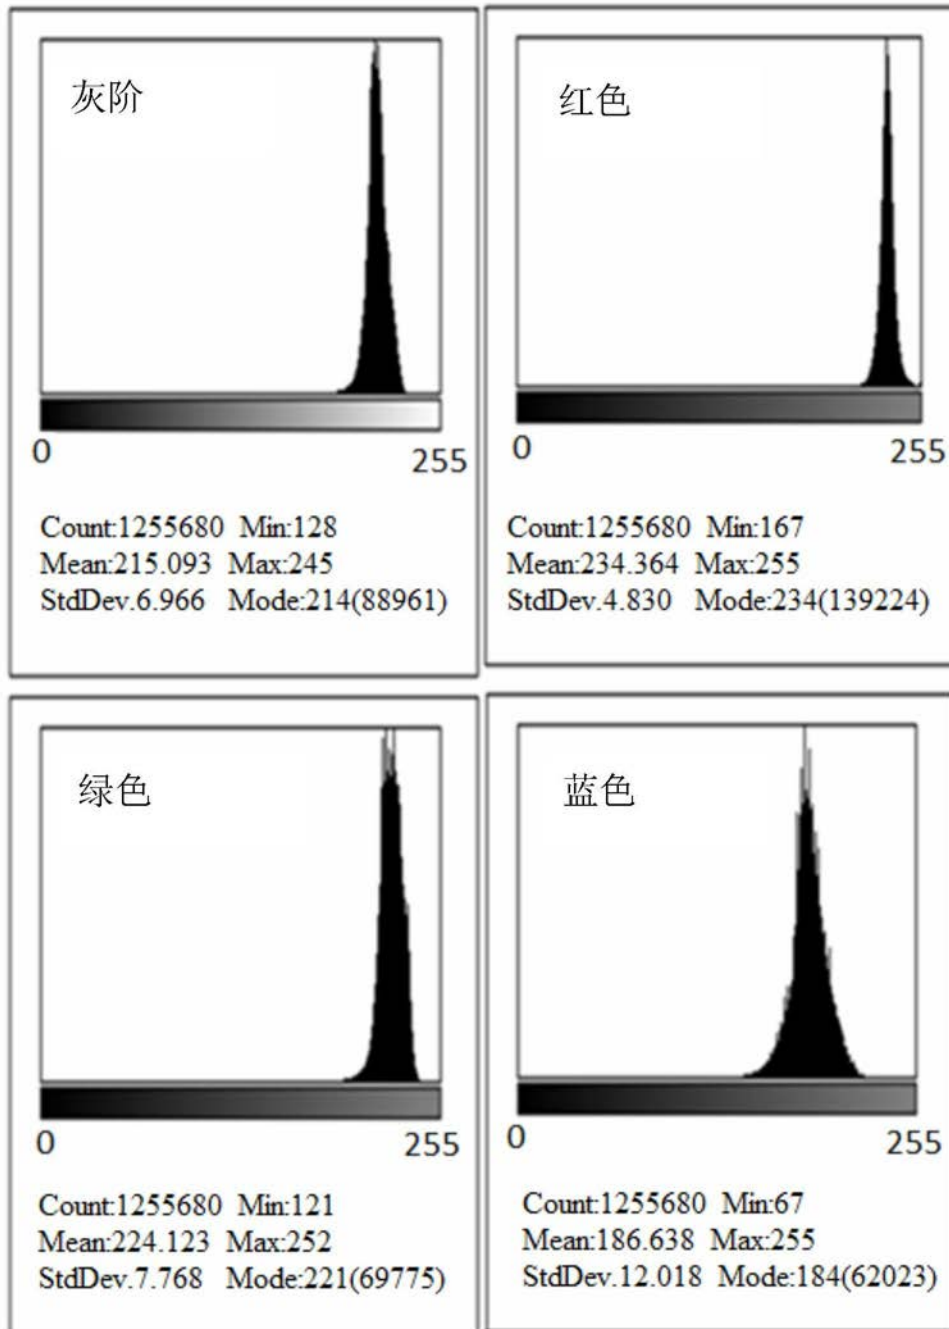 灰阶
0 255
Count:1255680 Min:128
Mean:215.093 Max:245
StdDev.6.966 Mode:214(88961)
红色
0 255
Count:1255680 Min:167
Mean:234.364 Max:255
StdDev.4.830 Mode:234(139224)
绿色
0 255
Count:1255680 Min:121
Mean:224.123 Max:252
StdDev.7.768 Mode:221(69775)
蓝色
0 255
Count:1255680 Min:67
Mean:186.638 Max:255
StdDev.12.018 Mode:184(62023)